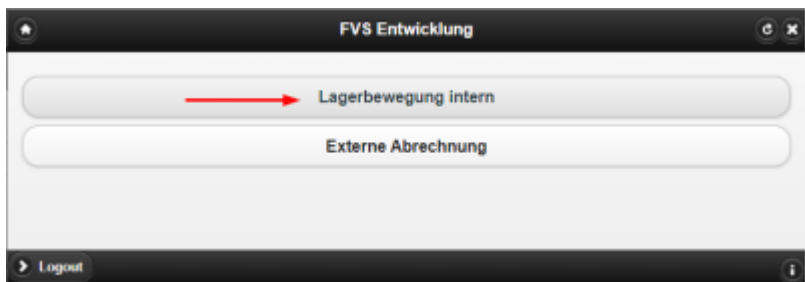 FVS Entwicklung
Lagerbewegung intern
Externe Abrechnung
Logout